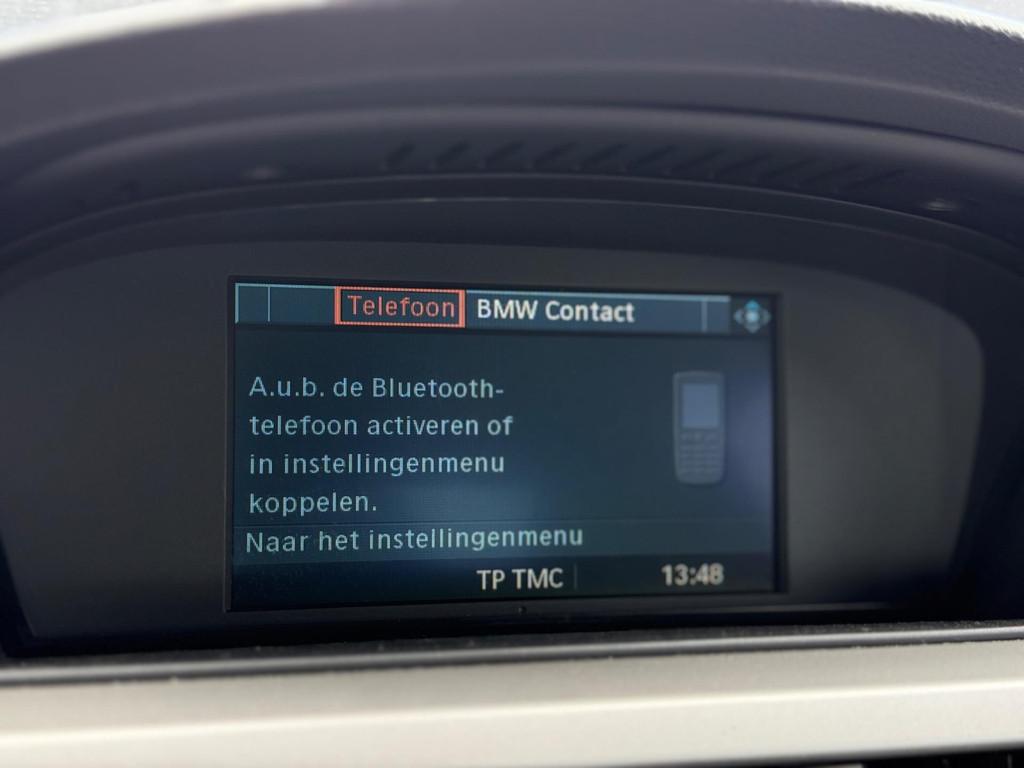 Telefoon BMW Contact
A.u.b. de Bluetooth-
telefoon activeren of
in instellingenmenu
koppelen.
Naar het instellingenmenu
TP TMC 13:48